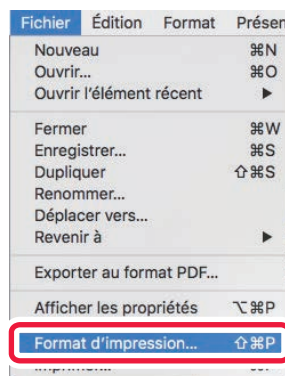 Fichier Édition Format Présen
Nouveau ⌘N
Ouvrir... ⌘O
Ouvrir l'élément récent ▶
Fermer ⌘W
Enregistrer... ⌘S
Dupliquer ⇧⌘S
Renommer...
Déplacer vers...
Revenir à ▶
Exporter au format PDF...
Afficher les propriétés ⌥⌘P
Format d'impression... ⇧⌘P